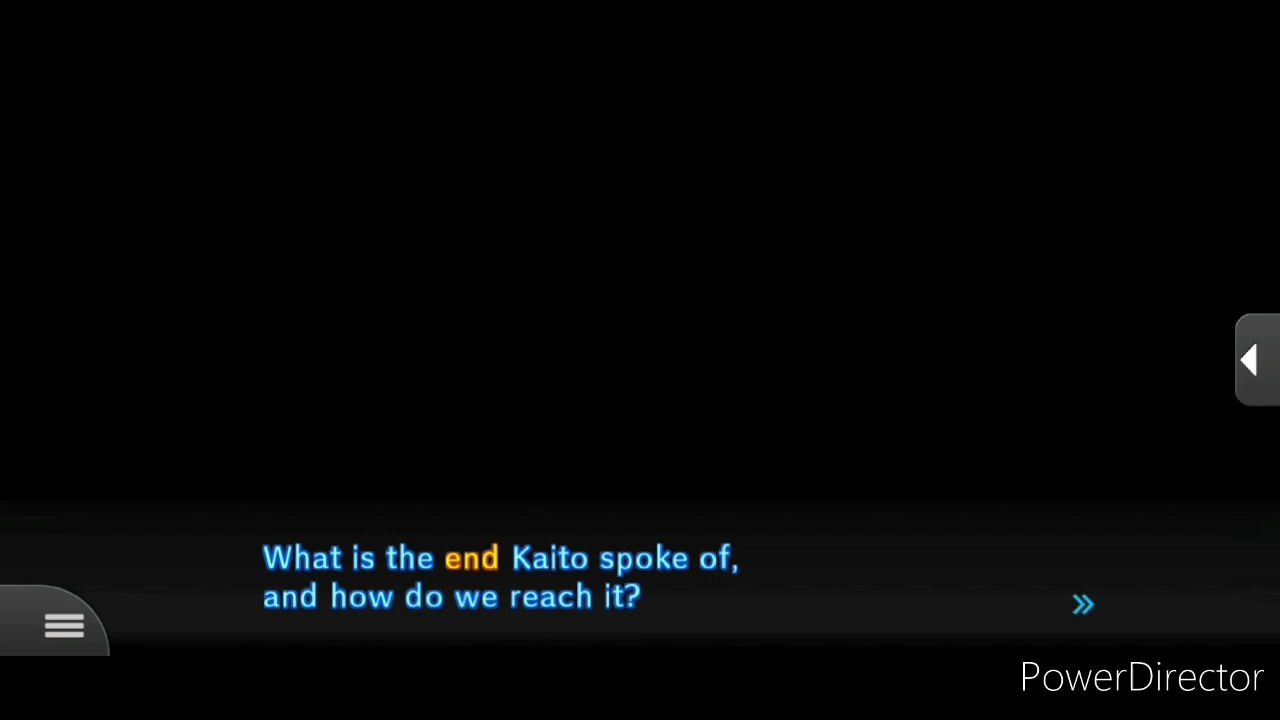 What is the end Kaito spoke of,
and how do we reach it?
PowerDirector